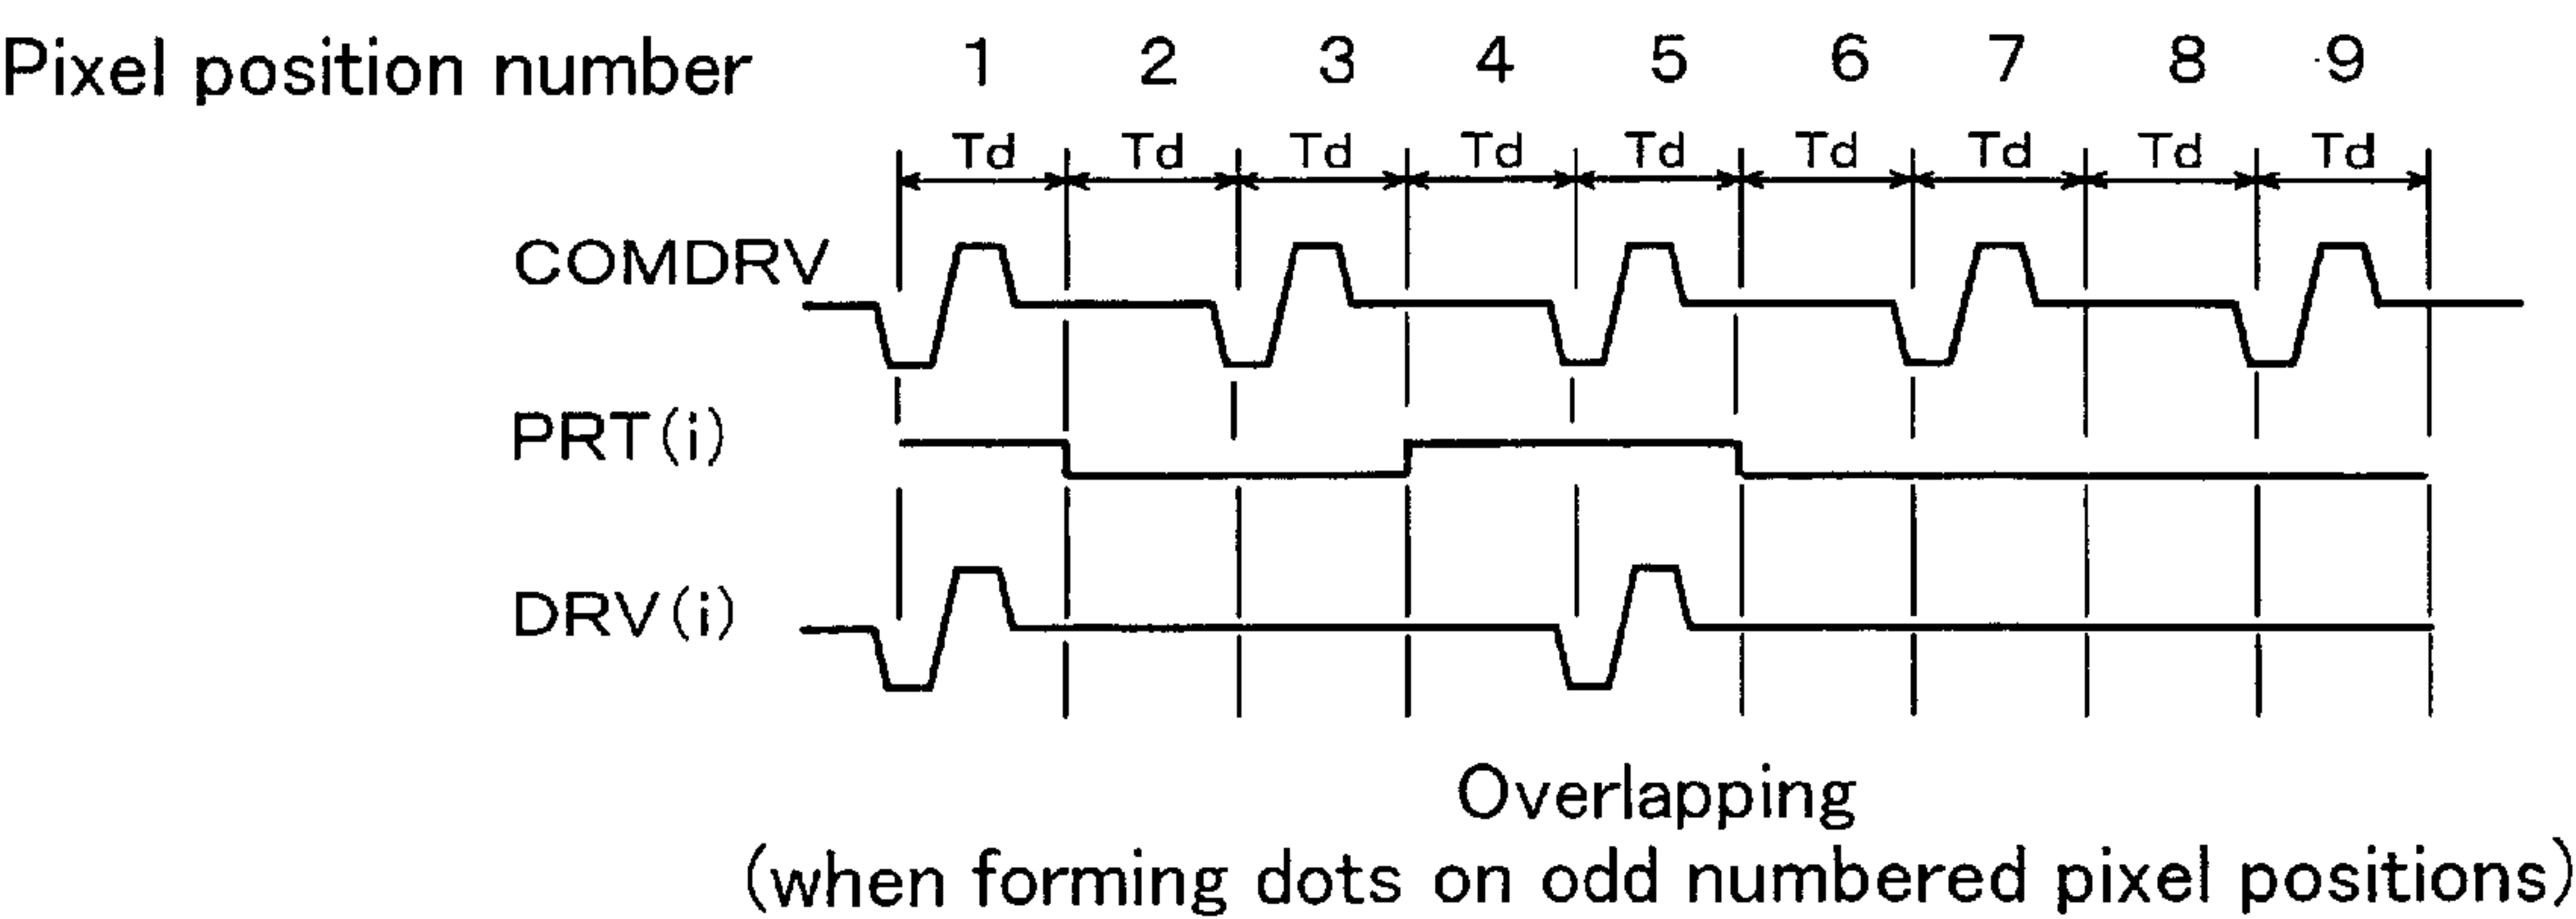 Pixel position number 1 2 3 4 5 6 7 8 9
Td Td Td Td Td Td Td Td Td
COMDRV
PRT(i)
DRV(i)
Overlapping
(when forming dots on odd numbered pixel positions)